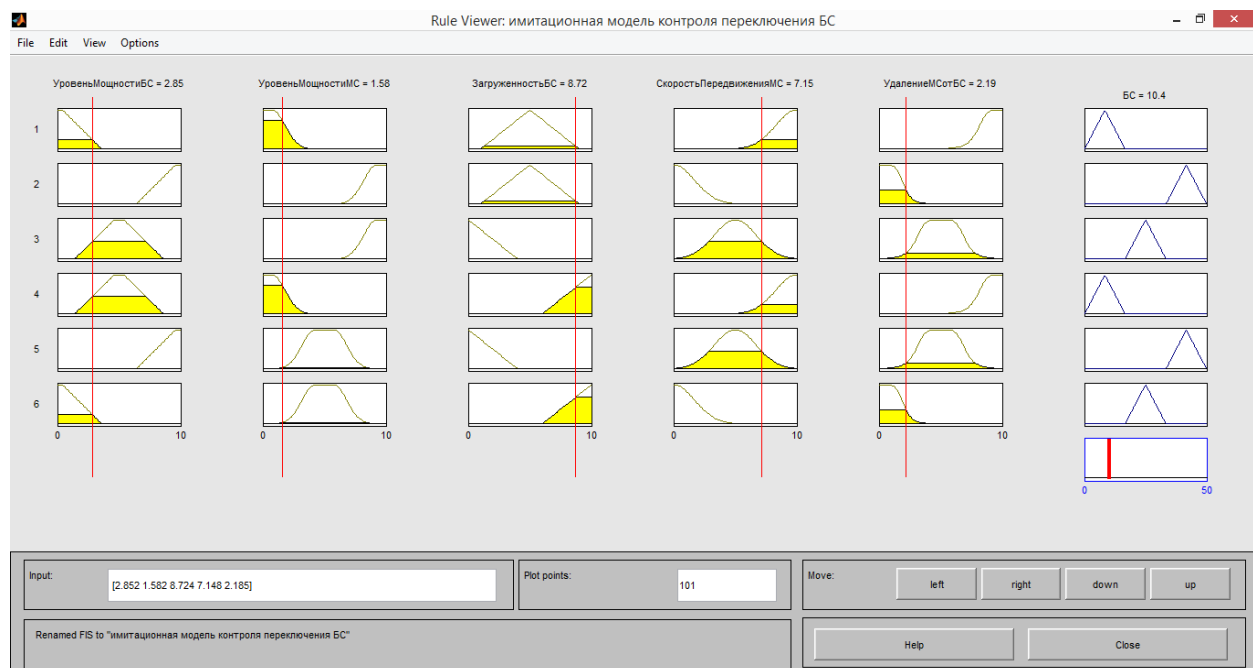 Rule Viewer: имитационная модель контроля переключения БС
File Edit View Options
УровеньМощностиБС = 2.85
УровеньМощностиМС = 1.58
ЗагруженностьБС = 8.72
СкоростьПередвиженияМС = 7.15
УдалениеМСотБС = 2.19
БС = 10.4
1
2
3
4
5
6
0 10
0 10
0 10
0 10
0 10
0 50
Input:
[2.852 1.582 8.724 7.148 2.185]
Plot points:
101
Move:
left right down up
Renamed FIS to "имитационная модель контроля переключения БС"
Help Close